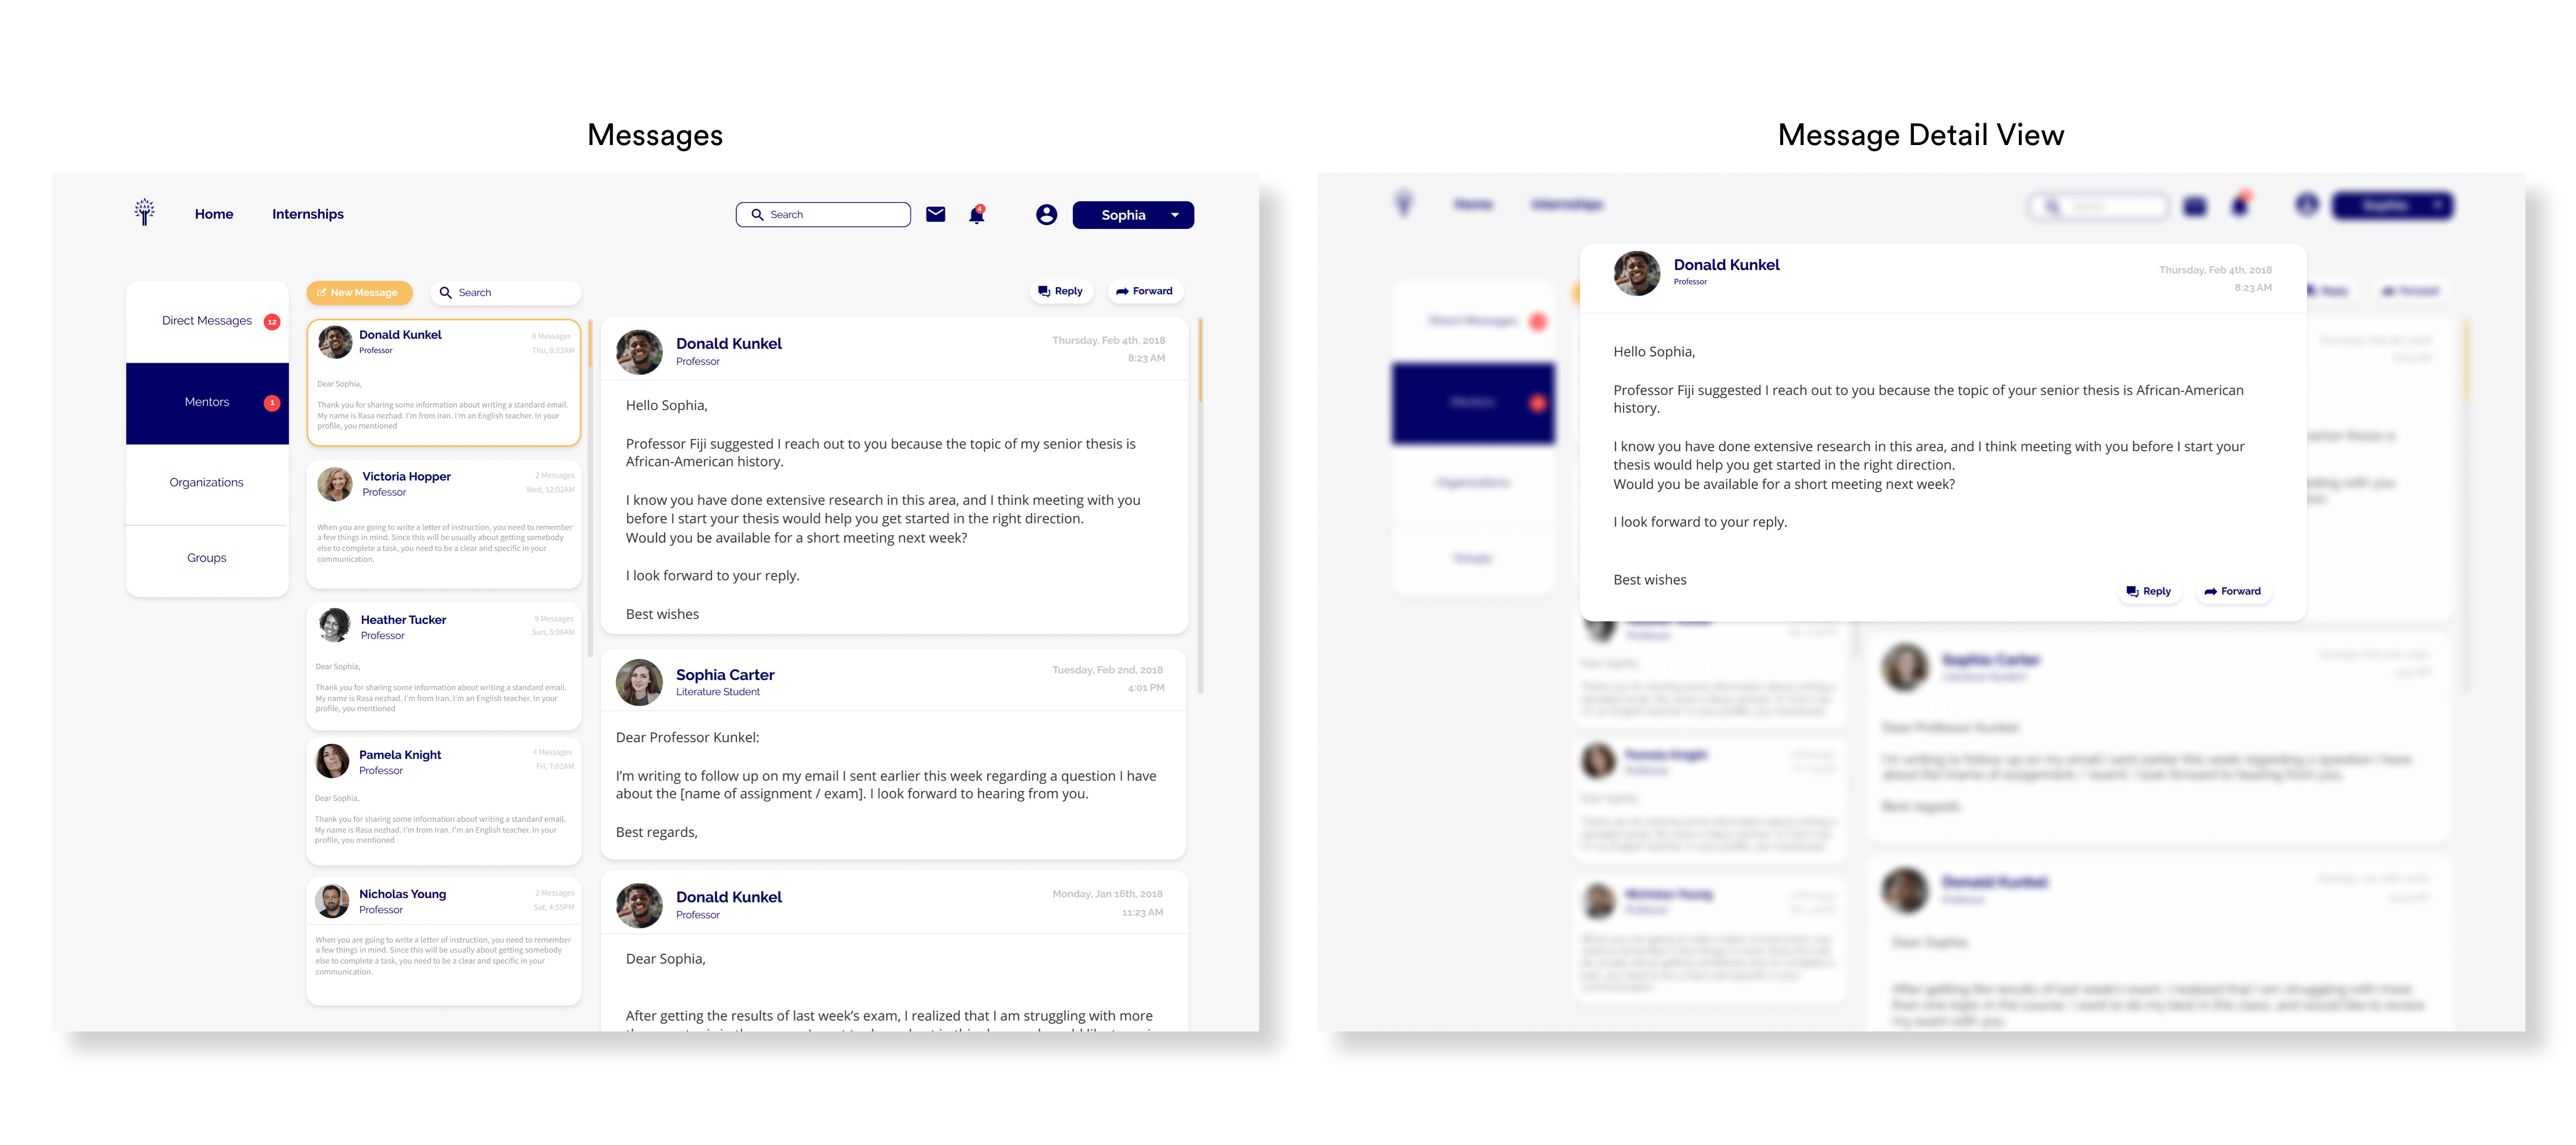 Messages
Home
Internships
Search
4
Sophia
Direct Messages 12
Mentors 1
Organizations
Groups
New Message
Search
Donald Kunkel
Professor
8 Messages
Thu, 8:23AM
Dear Sophia,
Thank you for sharing some information about writing a standard email.
My name is Rasa nezhad. I'm from Iran. I'm an English teacher. In your
profile, you mentioned
Victoria Hopper
Professor
2 Messages
Wed, 12:02AM
When you are going to write a letter of instruction, you need to remember
a few things in mind. Since this will be usually about getting somebody
else to complete a task, you need to be a clear and specific in your
communication.
Heather Tucker
Professor
9 Messages
Sun, 5:06AM
Dear Sophia,
Thank you for sharing some information about writing a standard email.
My name is Rasa nezhad. I'm from Iran. I'm an English teacher. In your
profile, you mentioned
Pamela Knight
Professor
4 Messages
Fri, 7:02AM
Dear Sophia,
Thank you for sharing some information about writing a standard email.
My name is Rasa nezhad. I'm from Iran. I'm an English teacher. In your
profile, you mentioned
Nicholas Young
Professor
2 Messages
Sat, 4:55PM
When you are going to write a letter of instruction, you need to remember
a few things in mind. Since this will be usually about getting somebody
else to complete a task, you need to be a clear and specific in your
communication.
Reply
Forward
Donald Kunkel
Professor
Thursday, Feb 4th, 2018
8:23 AM
Hello Sophia,
Professor Fiji suggested I reach out to you because the topic of my senior thesis is
African-American history.
I know you have done extensive research in this area, and I think meeting with you
before I start your thesis would help you get started in the right direction.
Would you be available for a short meeting next week?
I look forward to your reply.
Best wishes
Sophia Carter
Literature Student
Tuesday, Feb 2nd, 2018
4:01 PM
Dear Professor Kunkel:
I'm writing to follow up on my email I sent earlier this week regarding a question I have
about the [name of assignment / exam]. I look forward to hearing from you.
Best regards,
Donald Kunkel
Professor
Monday, Jan 16th, 2018
11:23 AM
Dear Sophia,
After getting the results of last week's exam, I realized that I am struggling with more
Message Detail View
Donald Kunkel
Professor
Thursday, Feb 4th, 2018
8:23 AM
Hello Sophia,
Professor Fiji suggested I reach out to you because the topic of your senior thesis is African-American
history.
I know you have done extensive research in this area, and I think meeting with you before I start your
thesis would help you get started in the right direction.
Would you be available for a short meeting next week?
I look forward to your reply.
Best wishes
Reply
Forward